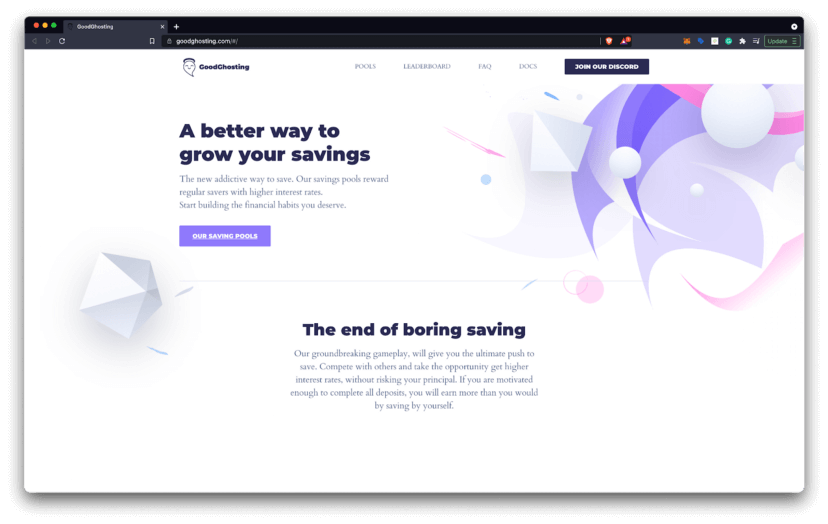 GoodGhosting
goodghosting.com/#/
Update
GoodGhosting
POOLS
LEADERBOARD
FAQ
DOCS
JOIN OUR DISCORD
A better way to
grow your savings
The new addictive way to save. Our savings pools reward
regular savers with higher interest rates.
Start building the financial habits you deserve.
OUR SAVING POOLS
The end of boring saving
Our groundbreaking gameplay, will give you the ultimate push to
save. Compete with others and take the opportunity get higher
interest rates, without risking your principal. If you are motivated
enough to complete all deposits, you will earn more than you would
by saving by yourself.